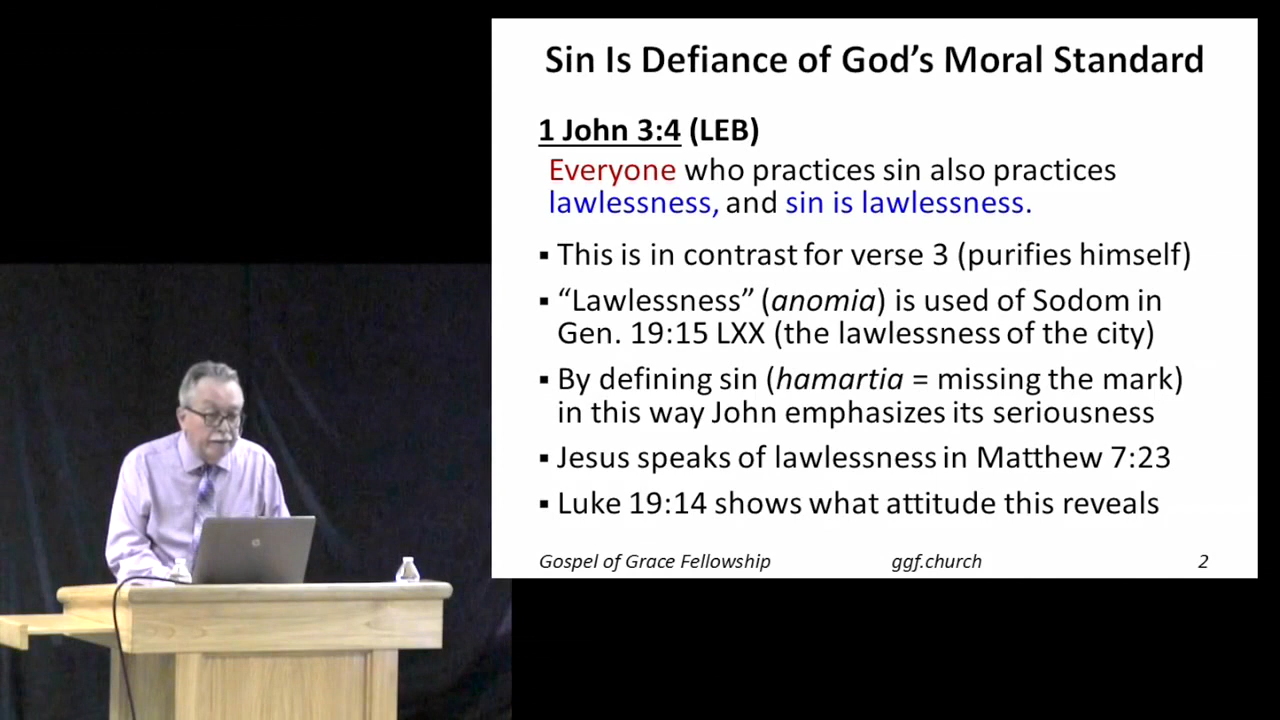 Sin Is Defiance of God’s Moral Standard
1 John 3:4 (LEB)
Everyone who practices sin also practices
lawlessness, and sin is lawlessness.
▪ This is in contrast for verse 3 (purifies himself)
▪ “Lawlessness” (anomia) is used of Sodom in
Gen. 19:15 LXX (the lawlessness of the city)
▪ By defining sin (hamartia = missing the mark)
in this way John emphasizes its seriousness
▪ Jesus speaks of lawlessness in Matthew 7:23
▪ Luke 19:14 shows what attitude this reveals
Gospel of Grace Fellowship ggf.church 2